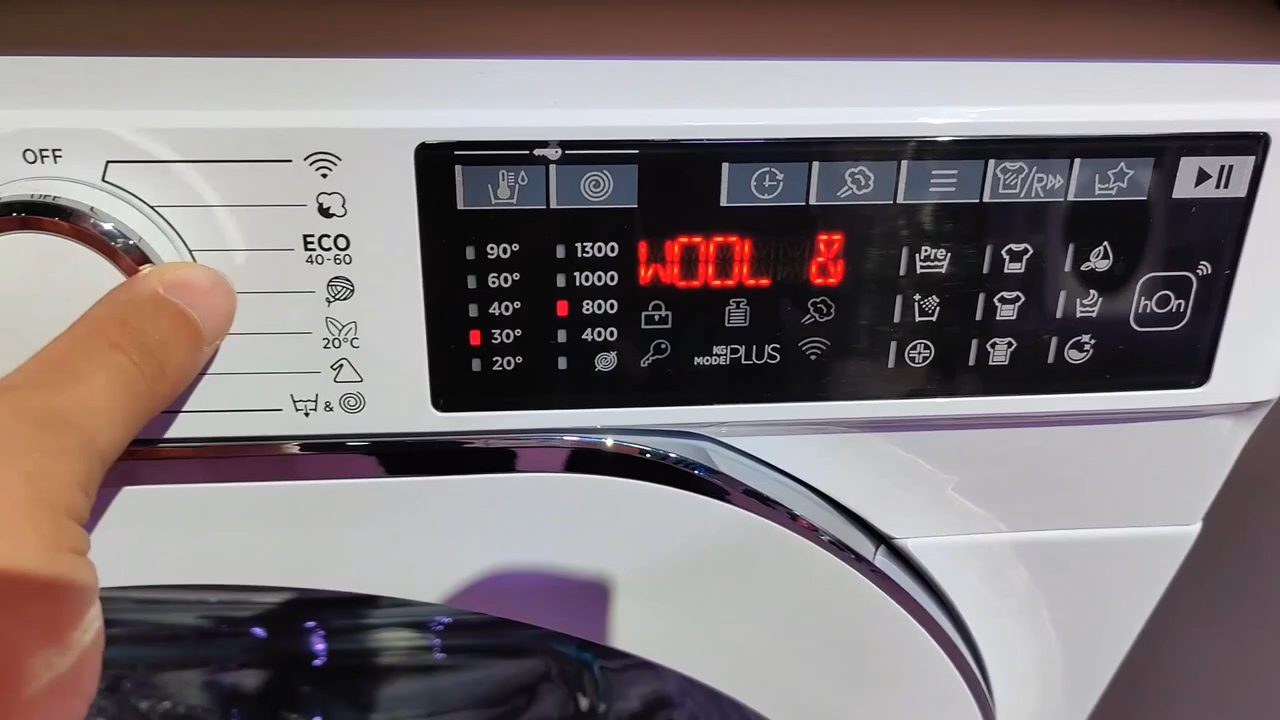 OFF
OFF
ECO
40-60
20°C
&
/R
90°
60°
40°
30°
20°
1300
1000
800
400
WOOL &
KG
MODE PLUS
Pre
hOn